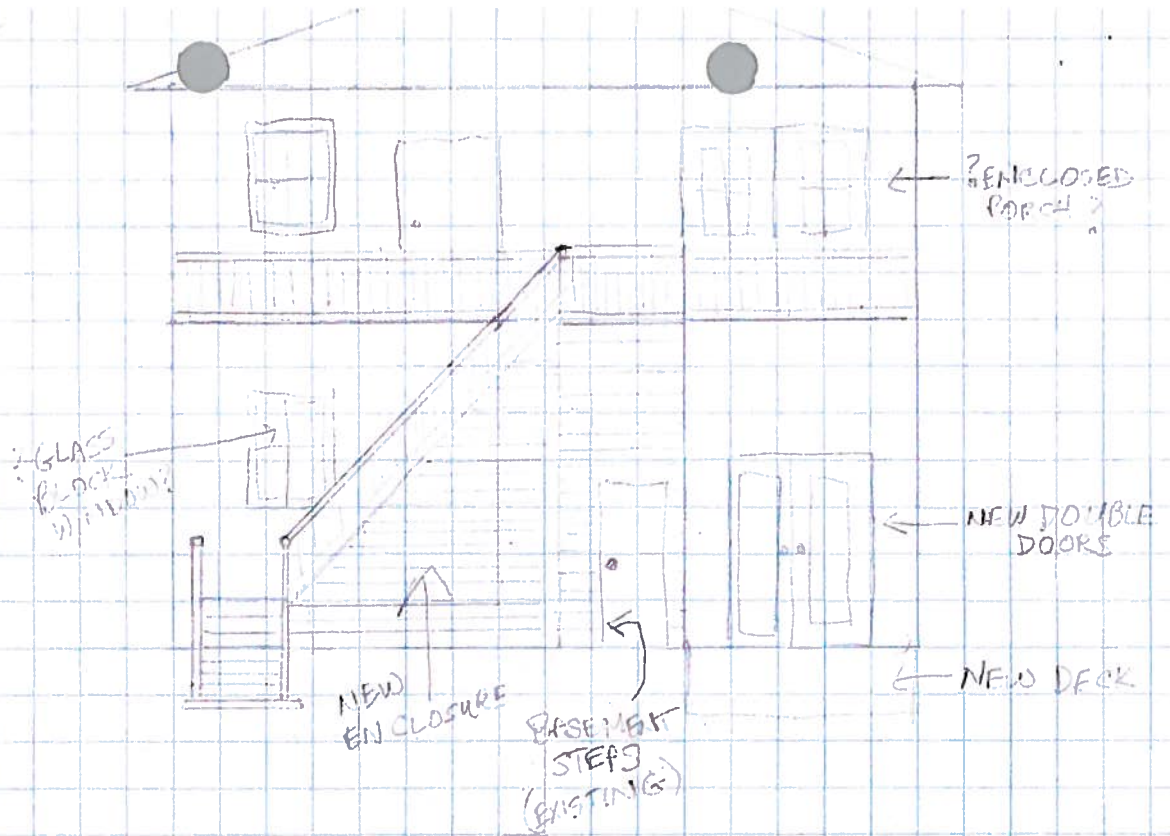 ? ENCLOSED
PORCH ?
? GLASS
BLOCK
WINDOW?
NEW DOUBLE
DOORS
NEW DECK
NEW
ENCLOSURE
BASEMENT
STEPS
(EXISTING)